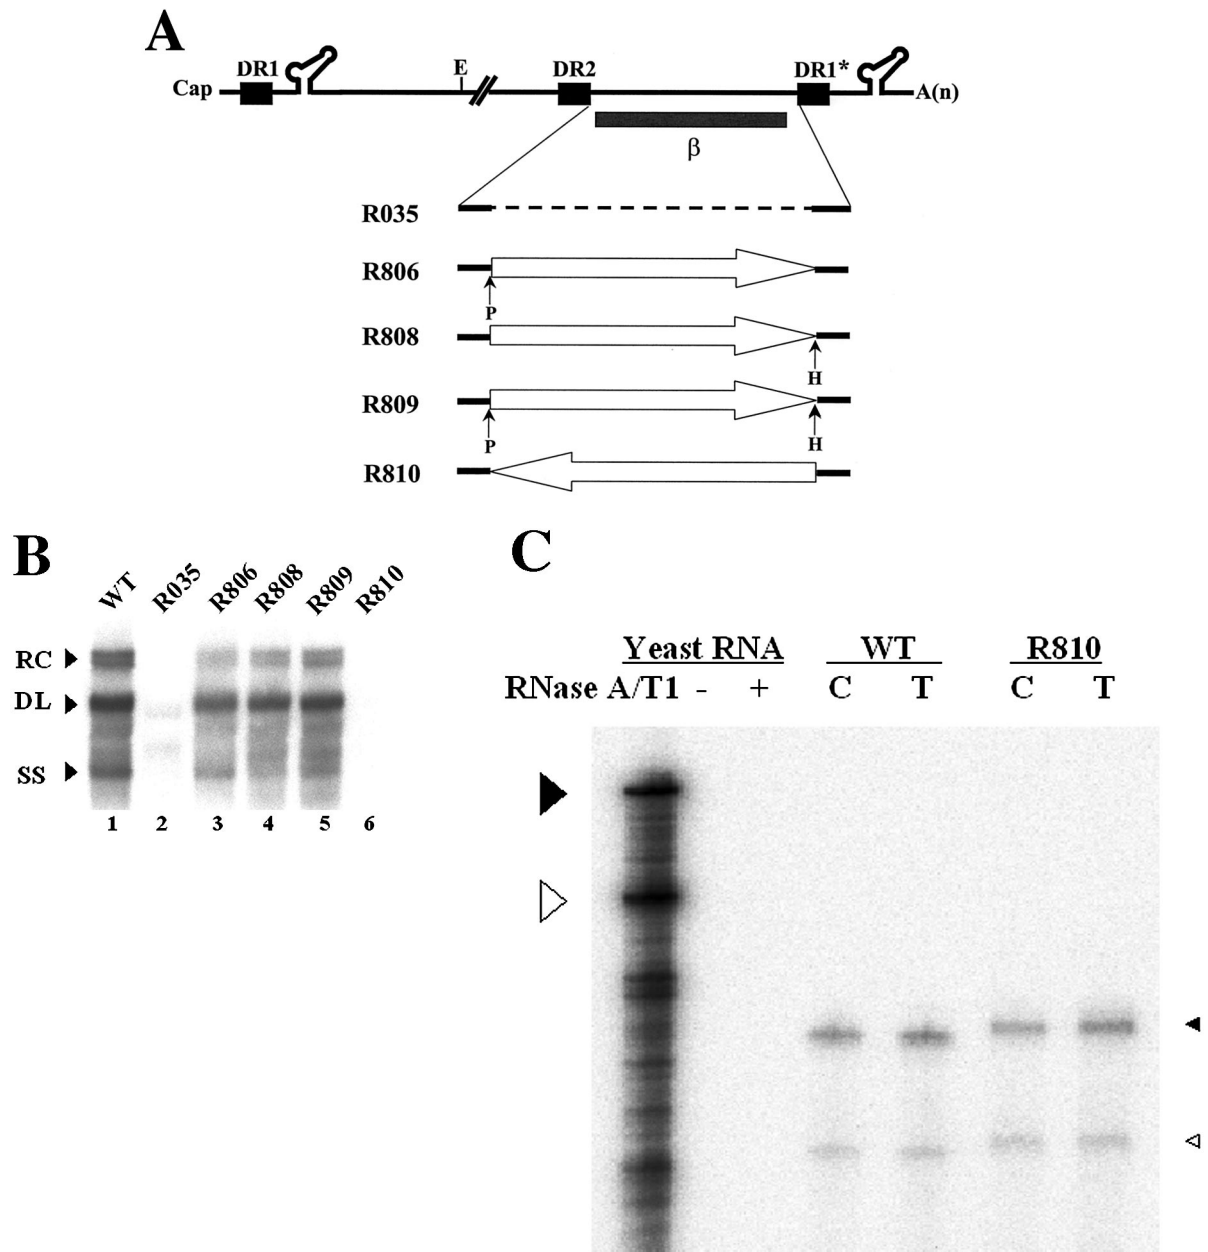 A
Cap DR1 E DR2 DR1* A(n)
β
R035
R806
P
R808
H
R809
P H
R810
B
WT R035 R806 R808 R809 R810
RC
DL
SS
1 2 3 4 5 6
C
Yeast RNA WT R810
RNase A/T1 - + C T C T